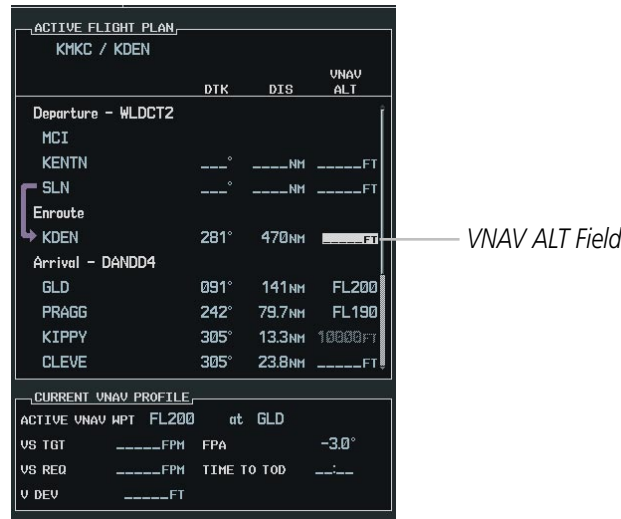 ACTIVE FLIGHT PLAN
KMKC / KDEN
DTK DIS VNAV ALT
Departure - WLDCT2
MCI
KENTN ___° ____NM _____FT
SLN ___° ____NM _____FT
Enroute
KDEN 281° 470NM _____FT
VNAV ALT Field
Arrival - DANDD4
GLD 091° 141NM FL200
PRAGG 242° 79.7NM FL190
KIPPY 305° 13.3NM 10000FT
CLEVE 305° 23.8NM _____FT
CURRENT VNAV PROFILE
ACTIVE VNAV WPT FL200 at GLD
VS TGT _____FPM FPA -3.0°
VS REQ _____FPM TIME TO TOD __:__
V DEV _____FT